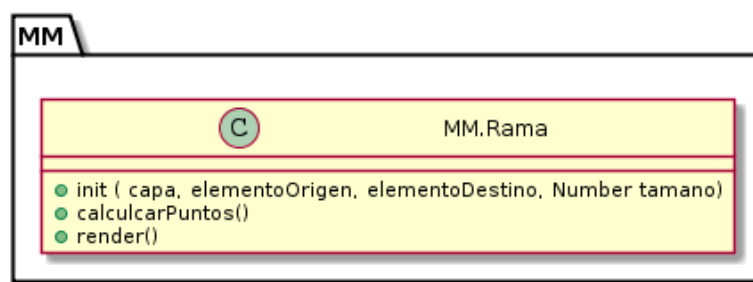 MM
C MM.Rama
init ( capa, elementoOrigen, elementoDestino, Number tamano)
calculcarPuntos()
render()